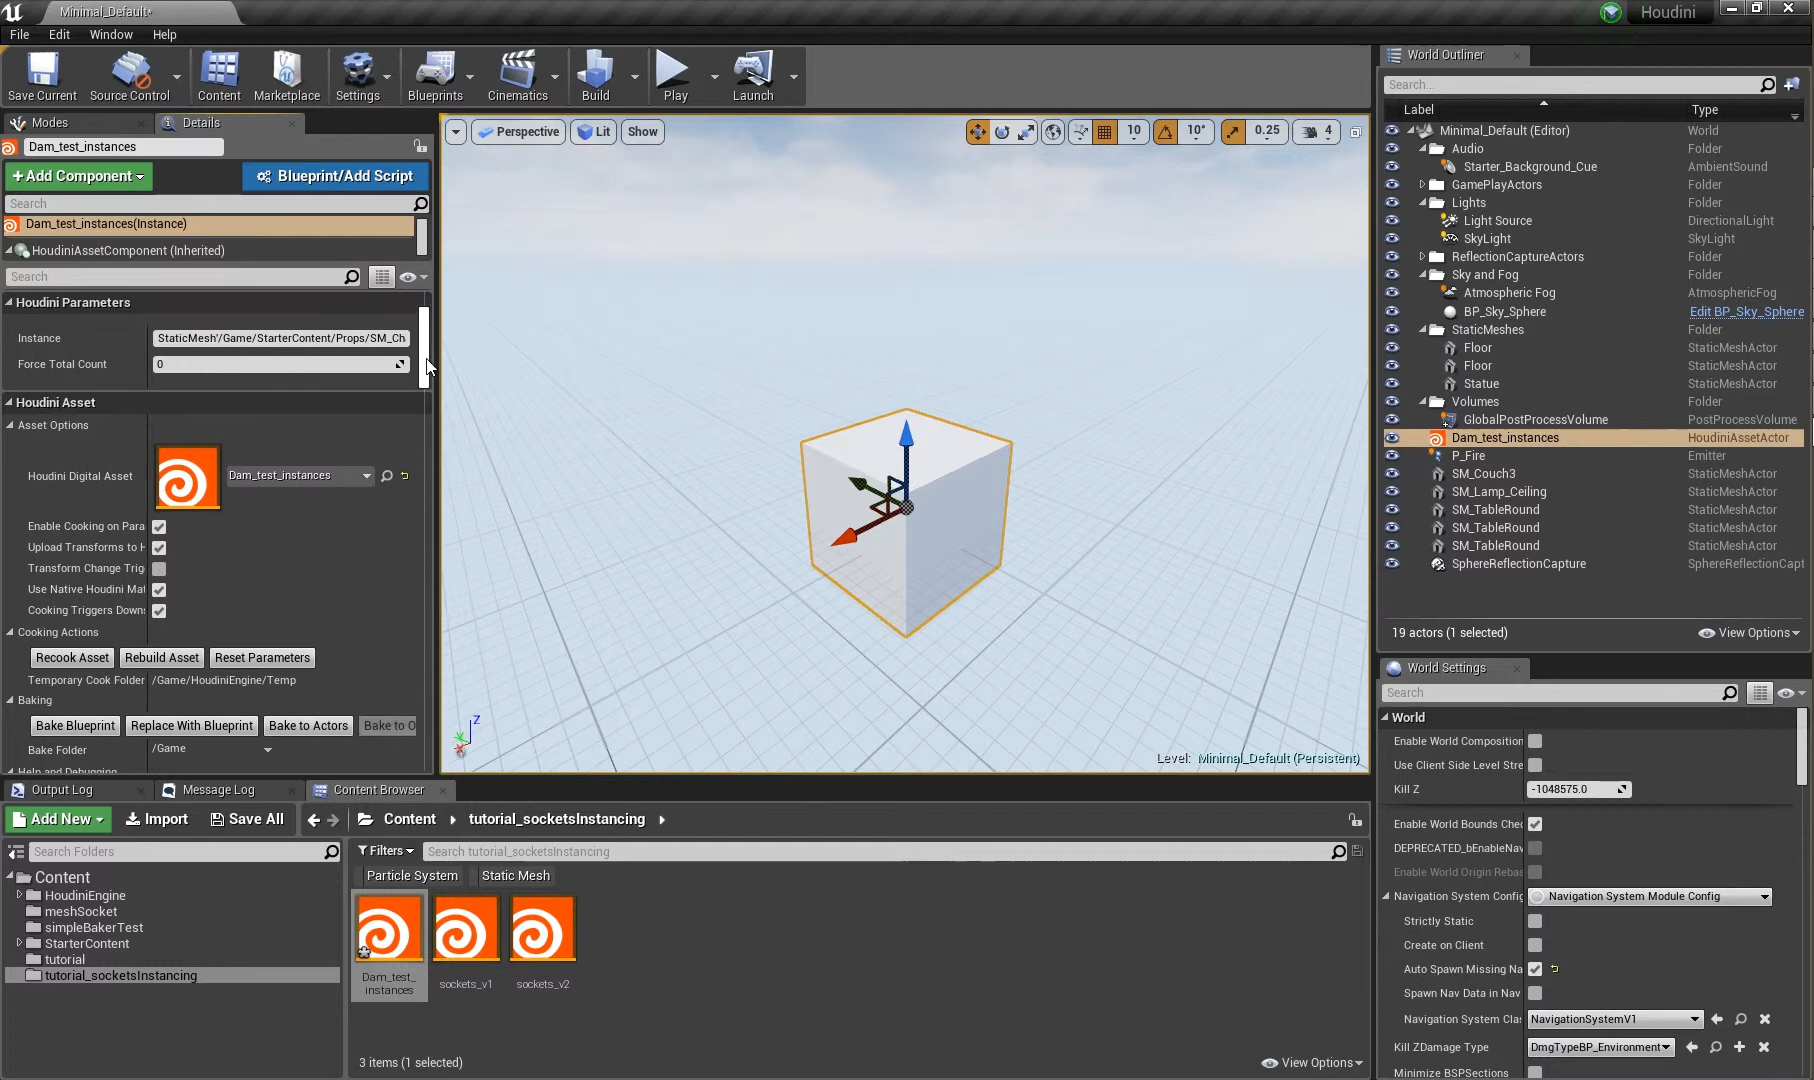 Minimal_Default*
Houdini
File Edit Window Help
Save Current Source Control Content Marketplace Settings Blueprints Cinematics Build Play Launch
Modes Details
Dam_test_instances
+Add Component Blueprint/Add Script
Search
Dam_test_instances(Instance)
HoudiniAssetComponent (Inherited)
Search
Houdini Parameters
Instance StaticMesh'/Game/StarterContent/Props/SM_Ch
Force Total Count 0
Houdini Asset
Asset Options
Houdini Digital Asset Dam_test_instances
Enable Cooking on Para
Upload Transforms to H
Transform Change Trig
Use Native Houdini Mat
Cooking Triggers Down
Cooking Actions
Recook Asset Rebuild Asset Reset Parameters
Temporary Cook Folder /Game/HoudiniEngine/Temp
Baking
Bake Blueprint Replace With Blueprint Bake to Actors Bake to O
Bake Folder /Game
Help and Debugging
Perspective Lit Show 10 10° 0.25 4
Z
Level: Minimal_Default (Persistent)
World Outliner
Search...
Label Type
Minimal_Default (Editor) World
Audio Folder
Starter_Background_Cue AmbientSound
GamePlayActors Folder
Lights Folder
Light Source DirectionalLight
SkyLight SkyLight
ReflectionCaptureActors Folder
Sky and Fog Folder
Atmospheric Fog AtmosphericFog
BP_Sky_Sphere Edit BP_Sky_Sphere
StaticMeshes Folder
Floor StaticMeshActor
Floor StaticMeshActor
Statue StaticMeshActor
Volumes Folder
GlobalPostProcessVolume PostProcessVolume
Dam_test_instances HoudiniAssetActor
P_Fire Emitter
SM_Couch3 StaticMeshActor
SM_Lamp_Ceiling StaticMeshActor
SM_TableRound StaticMeshActor
SM_TableRound StaticMeshActor
SM_TableRound StaticMeshActor
SphereReflectionCapture SphereReflectionCapt
19 actors (1 selected) View Options
World Settings
Search
World
Enable World Composition
Use Client Side Level Stre
Kill Z -1048575.0
Enable World Bounds Chec
DEPRECATED_bEnableNav
Enable World Origin Rebas
Navigation System Config Navigation System Module Config
Strictly Static
Create on Client
Auto Spawn Missing Na
Spawn Nav Data in Nav
Navigation System Clas NavigationSystemV1
Kill ZDamage Type DmgTypeBP_Environment
Minimize BSPSections
Output Log Message Log Content Browser
Add New Import Save All Content tutorial_socketsInstancing
Search Folders
Content
HoudiniEngine
meshSocket
simpleBakerTest
StarterContent
tutorial
tutorial_socketsInstancing
Filters Search tutorial_socketsInstancing
Particle System Static Mesh
Dam_test_
instances
sockets_v1
sockets_v2
3 items (1 selected) View Options